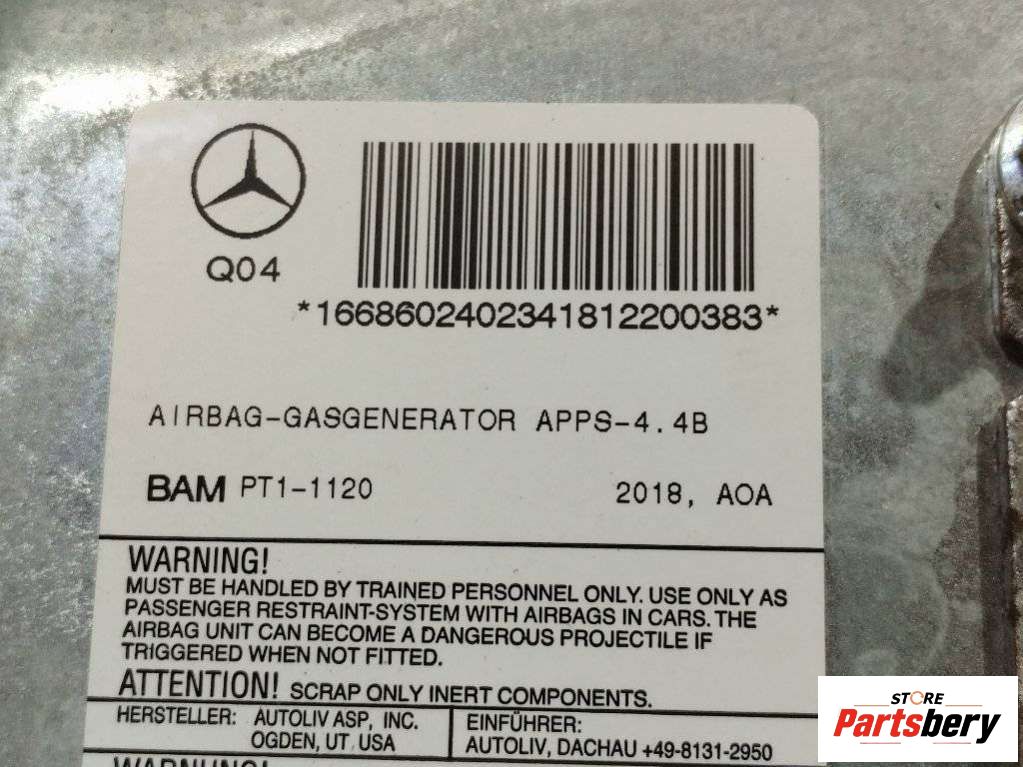 Q04
*16686024023418122OO383*
AIRBAG-GASGENERATOR APPS-4.4B
BAM PT1-1120 2018, AOA
WARNING!
MUST BE HANDLED BY TRAINED PERSONNEL ONLY. USE ONLY AS
PASSENGER RESTRAINT-SYSTEM WITH AIRBAGS IN CARS. THE
AIRBAG UNIT CAN BECOME A DANGEROUS PROJECTILE IF
TRIGGERED WHEN NOT FITTED.
ATTENTION! SCRAP ONLY INERT COMPONENTS.
HERSTELLER: AUTOLIV ASP, INC.
OGDEN, UT, USA
EINFÜHRER:
AUTOLIV, DACHAU +49-8131-2950
WARNUNG!
STORE
Partsbery